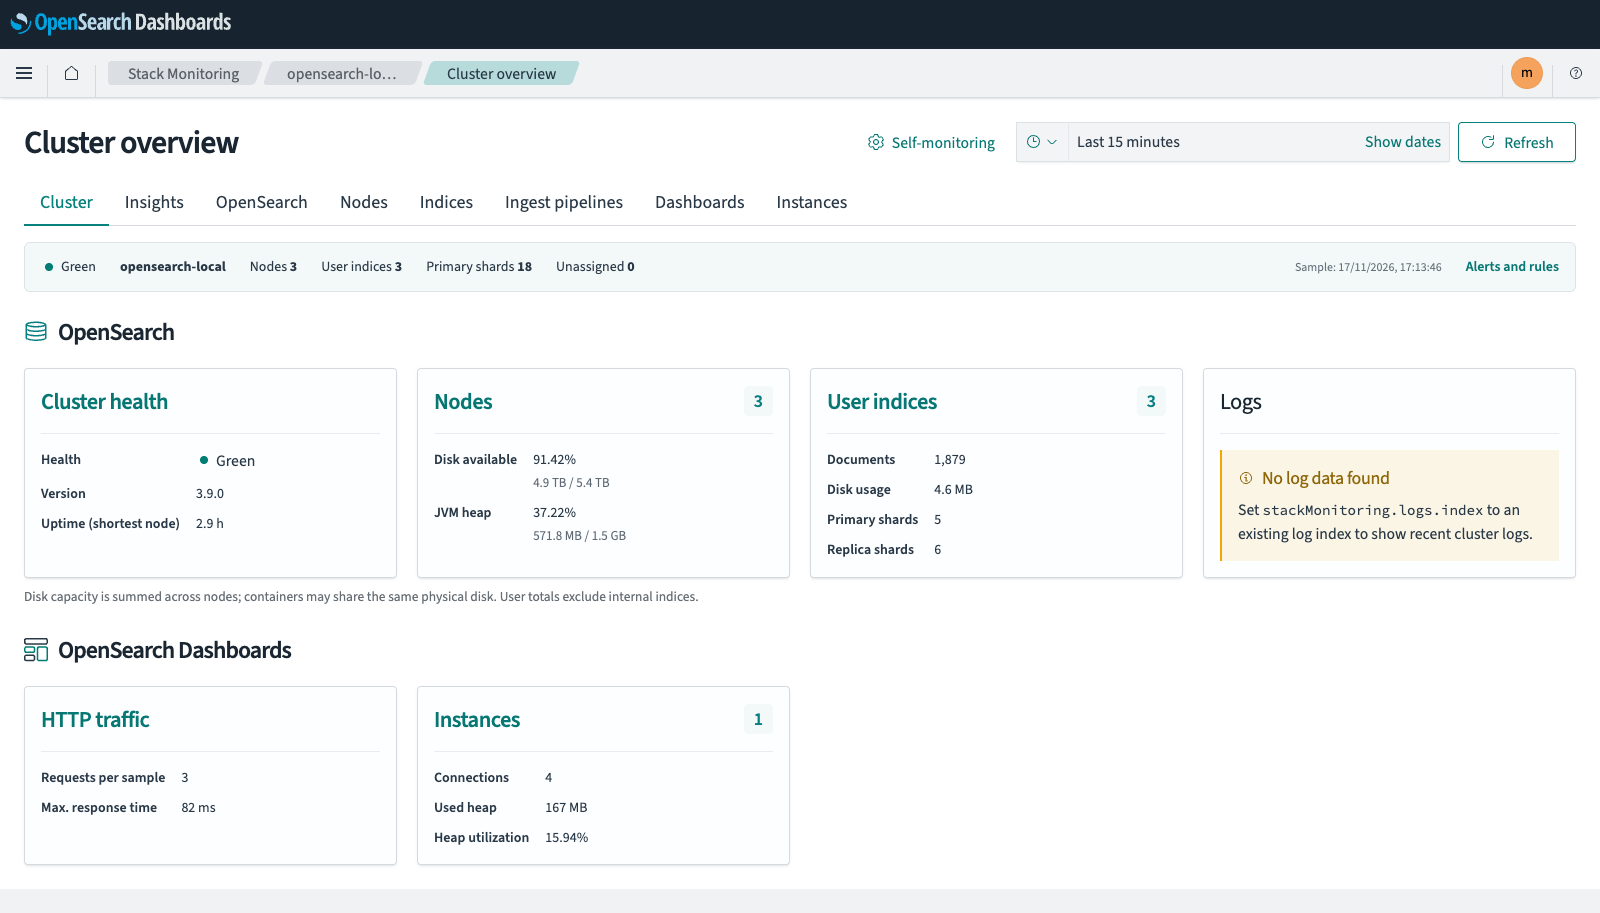 OpenSearch Dashboards
Stack Monitoring
opensearch-lo...
Cluster overview
m
Cluster overview
Self-monitoring
Last 15 minutes
Show dates
Refresh
Cluster
Insights
OpenSearch
Nodes
Indices
Ingest pipelines
Dashboards
Instances
Green
opensearch-local
Nodes 3
User indices 3
Primary shards 18
Unassigned 0
Sample: 17/11/2026, 17:13:46
Alerts and rules
OpenSearch
Cluster health
Health Green
Version 3.9.0
Uptime (shortest node) 2.9 h
Nodes 3
Disk available 91.42%
4.9 TB / 5.4 TB
JVM heap 37.22%
571.8 MB / 1.5 GB
User indices 3
Documents 1,879
Disk usage 4.6 MB
Primary shards 5
Replica shards 6
Logs
No log data found
Set stackMonitoring.logs.index to an
existing log index to show recent cluster logs.
Disk capacity is summed across nodes; containers may share the same physical disk. User totals exclude internal indices.
OpenSearch Dashboards
HTTP traffic
Requests per sample 3
Max. response time 82 ms
Instances 1
Connections 4
Used heap 167 MB
Heap utilization 15.94%